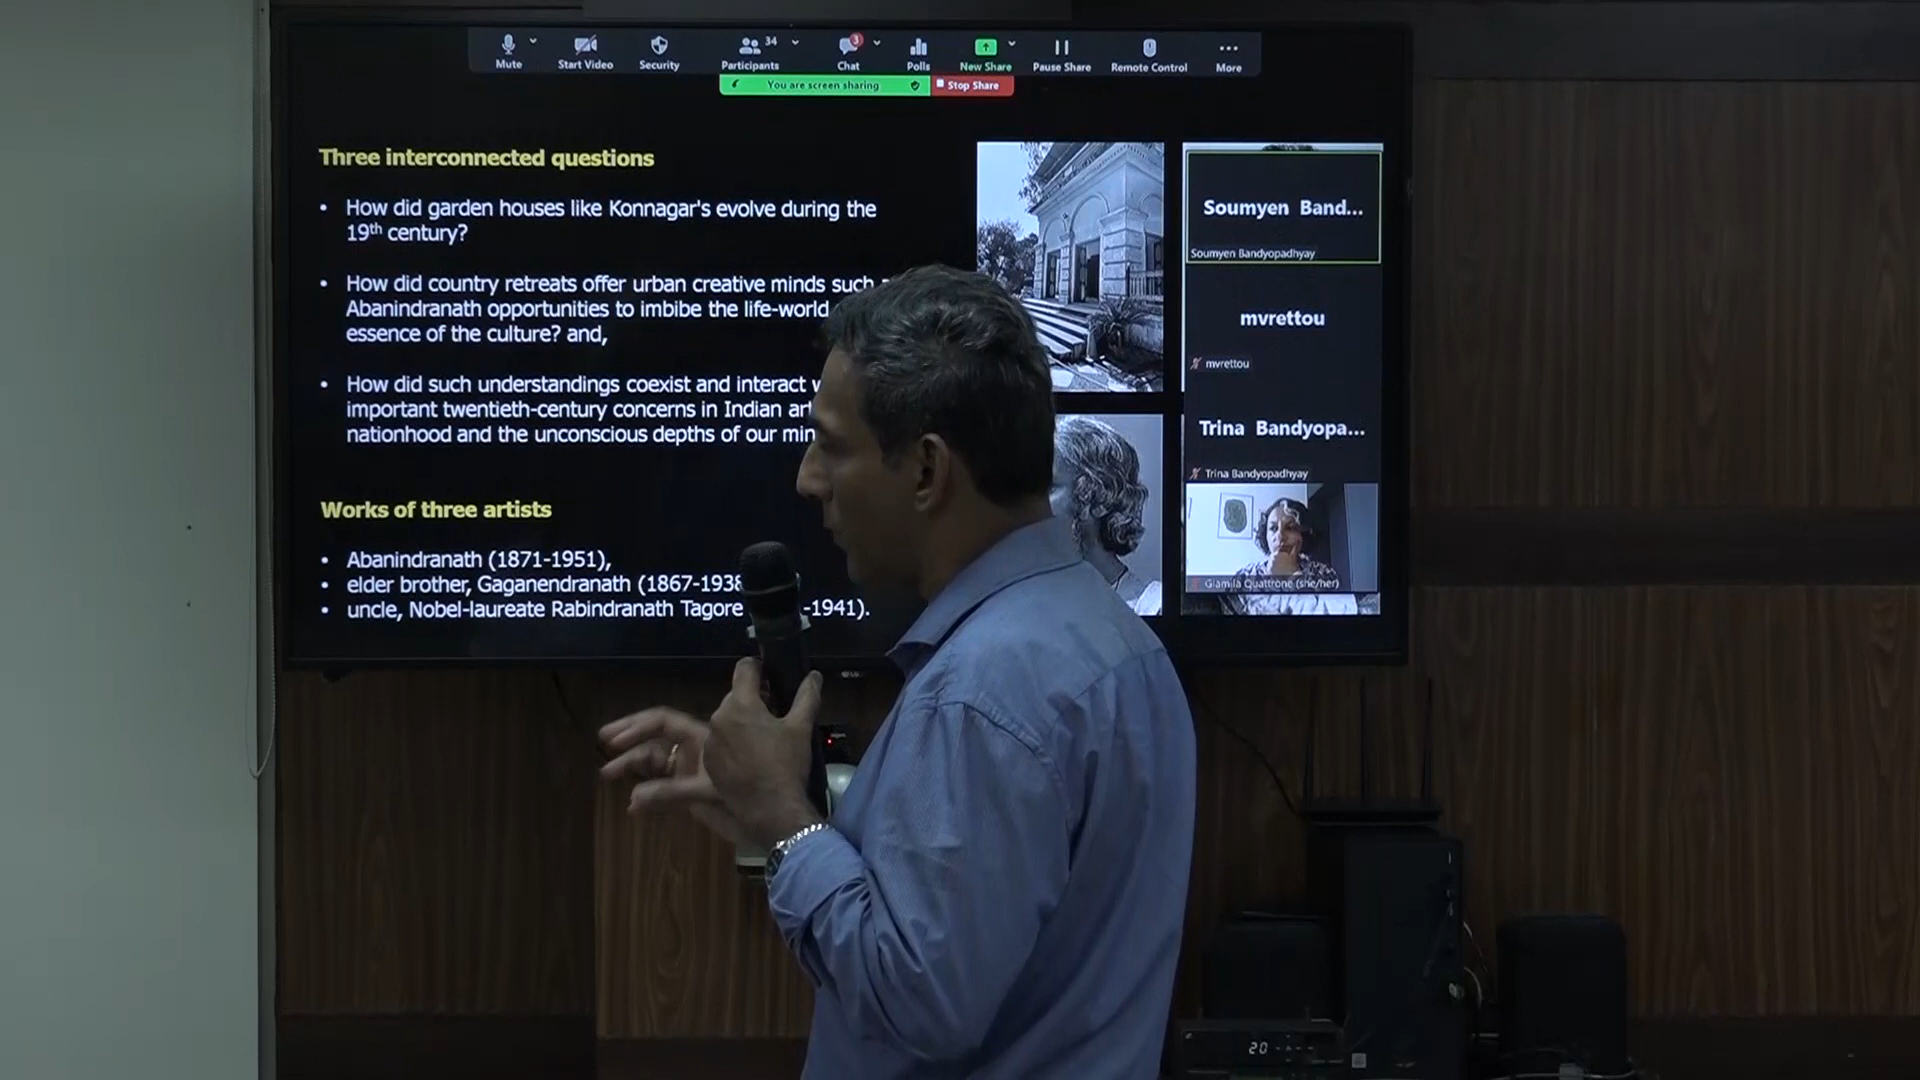 Mute
Start Video
Security
34
Participants
3
Chat
Polls
New Share
Pause Share
Remote Control
More
You are screen sharing
Stop Share
Three interconnected questions
• How did garden houses like Konnagar's evolve during the
19th century?
• How did country retreats offer urban creative minds such
Abanindranath opportunities to imbibe the life-world
essence of the culture? and,
• How did such understandings coexist and interact
important twentieth-century concerns in Indian
nationhood and the unconscious depths of our
Works of three artists
• Abanindranath (1871-1951),
• elder brother, Gaganendranath (1867-1938
• uncle, Nobel-laureate Rabindranath Tagore -1941).
Soumyen Band...
Soumyen Bandyopadhyay
mvrettou
mvrettou
Trina Bandyopa...
Trina Bandyopadhyay
Giamila Quattrone (she/her)
20